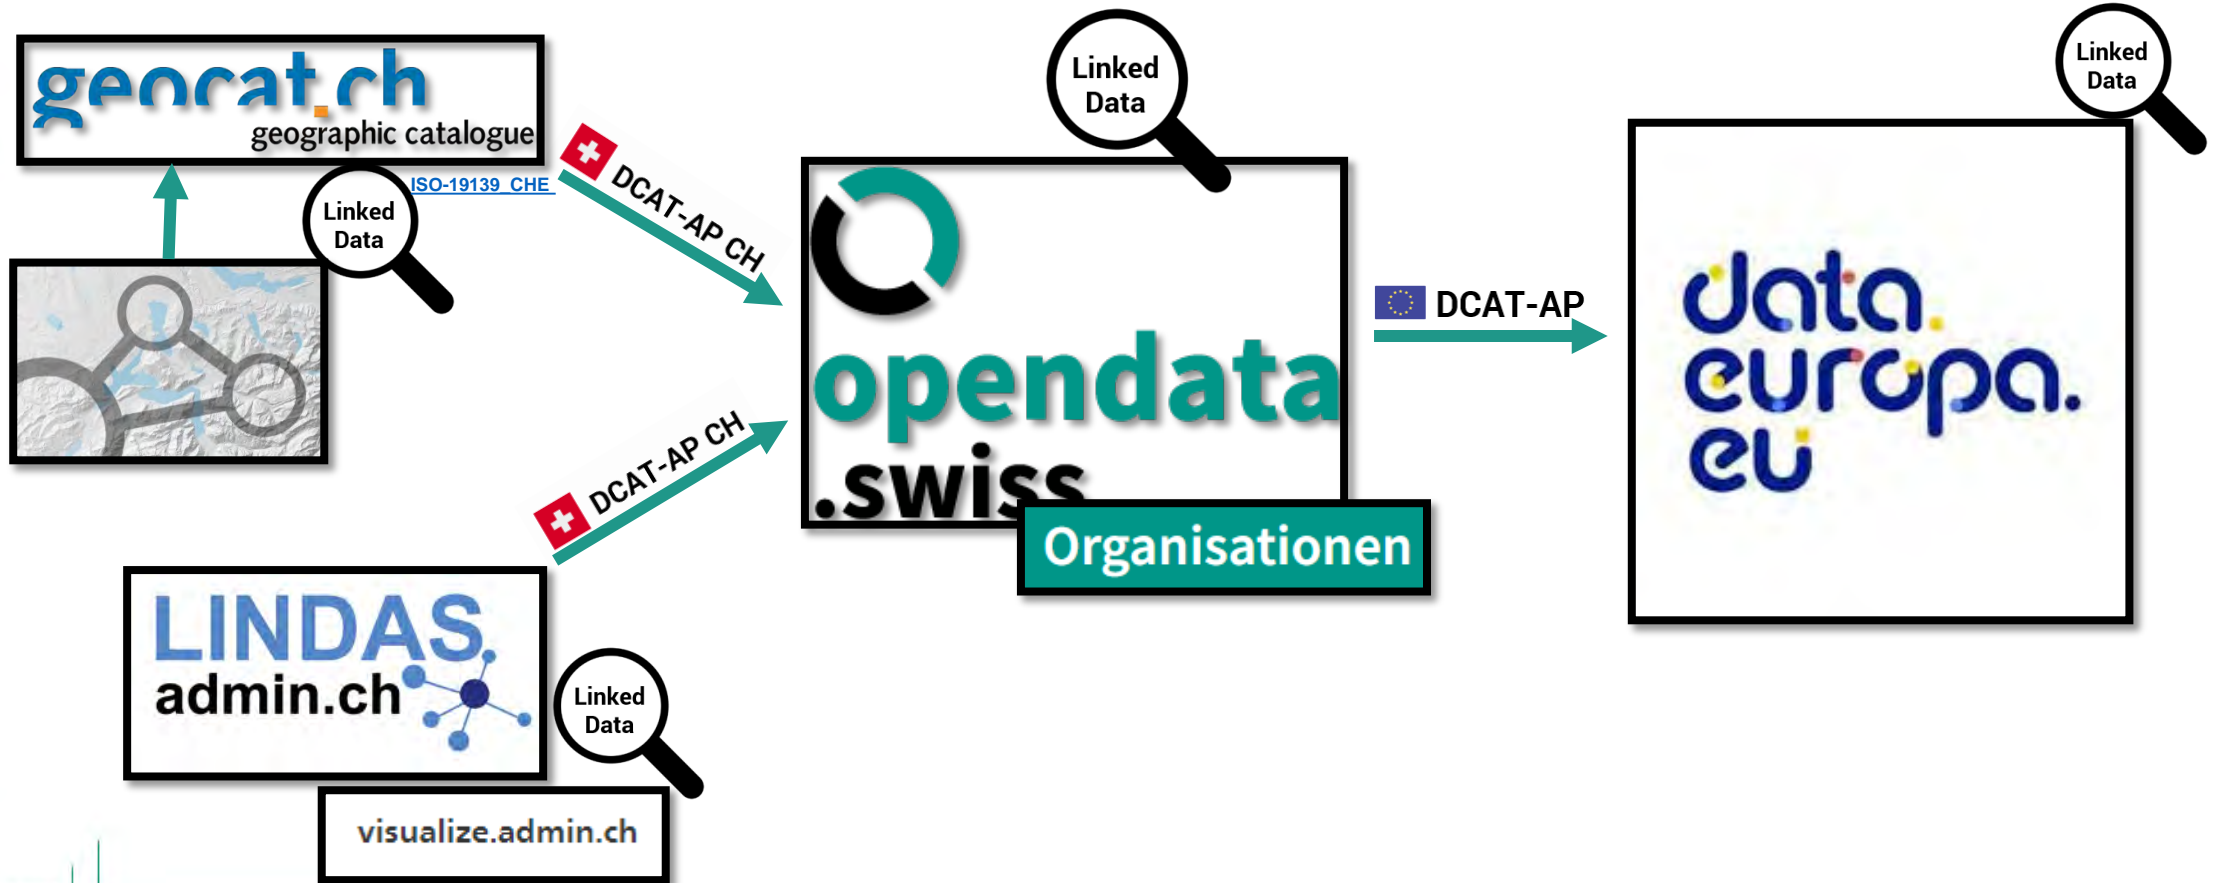 geocat.ch
geographic catalogue
ISO-19139_CHE
Linked
Data
DCAT-AP CH
Linked
Data
opendata
.swiss
Organisationen
DCAT-AP
Linked
Data
data.
europa.
eu
DCAT-AP CH
LINDAS.
admin.ch
Linked
Data
visualize.admin.ch